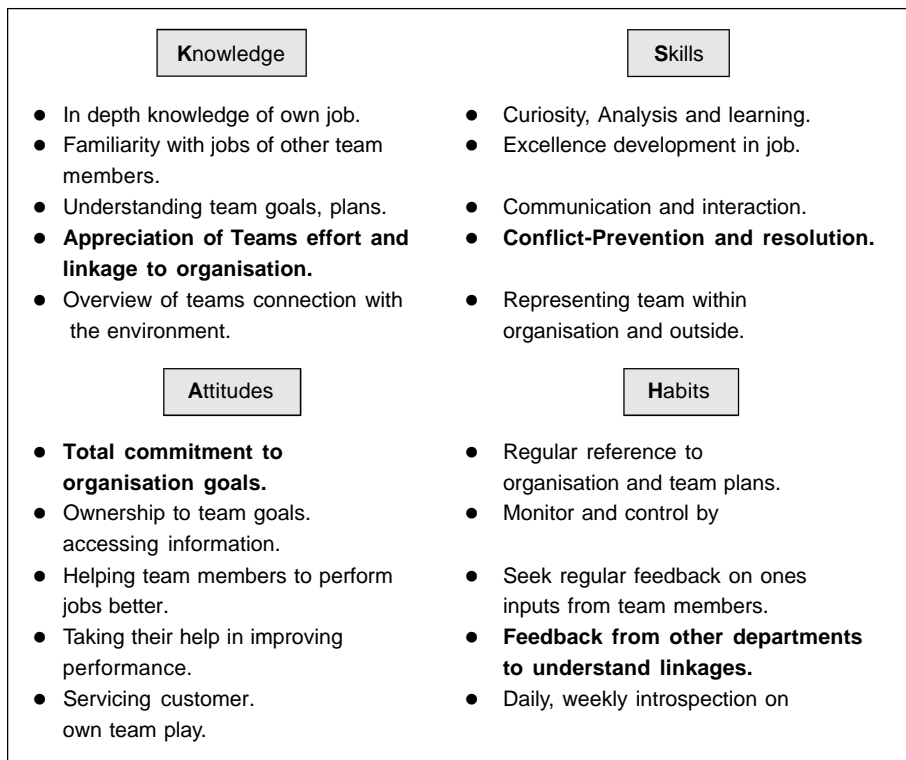 Knowledge
● In depth knowledge of own job.
● Familiarity with jobs of other team
members.
● Understanding team goals, plans.
● Appreciation of Teams effort and
linkage to organisation.
● Overview of teams connection with
the environment.
Skills
● Curiosity, Analysis and learning.
● Excellence development in job.
● Communication and interaction.
● Conflict-Prevention and resolution.
● Representing team within
organisation and outside.
Attitudes
● Total commitment to
organisation goals.
● Ownership to team goals.
accessing information.
● Helping team members to perform
jobs better.
● Taking their help in improving
performance.
● Servicing customer.
own team play.
Habits
● Regular reference to
organisation and team plans.
● Monitor and control by
● Seek regular feedback on ones
inputs from team members.
● Feedback from other departments
to understand linkages.
● Daily, weekly introspection on